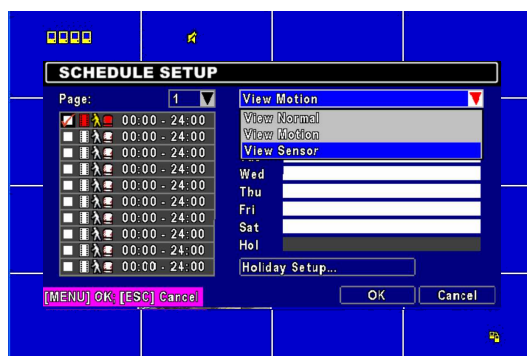 SCHEDULE SETUP
Page: 1
View Motion
00:00 - 24:00
View Normal
00:00 - 24:00
View Motion
00:00 - 24:00
View Sensor
00:00 - 24:00
Wed
00:00 - 24:00
Thu
00:00 - 24:00
Fri
00:00 - 24:00
Sat
00:00 - 24:00
Hol
00:00 - 24:00
Holiday Setup...
[MENU] OK; [ESC] Cancel
OK
Cancel